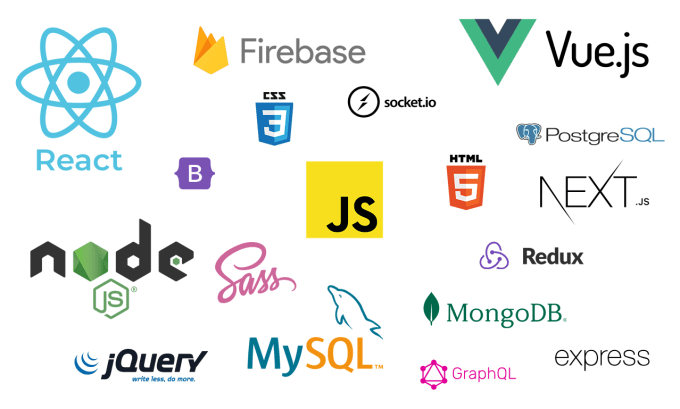 React
Firebase
Vue.js
CSS
3
socket.io
PostgreSQL
B
JS
HTML
5
NEXT.JS
node
JS
®
Sass
Redux
MongoDB®
jQuery
write less, do more.
MySQL™
GraphQL
express